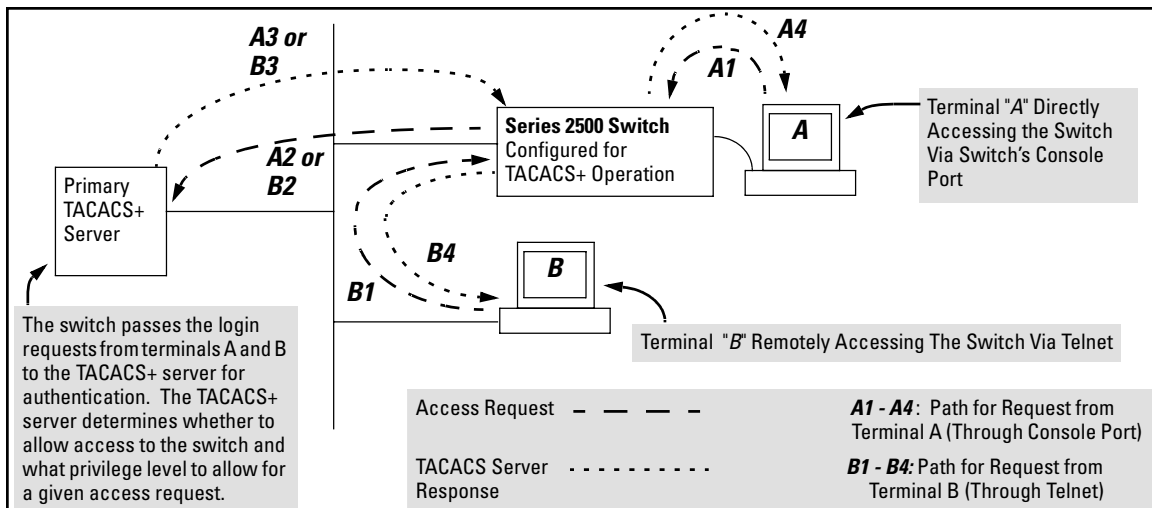 A3 or
B3
A4
A1
Series 2500 Switch
Configured for
TACACS+ Operation
A
Terminal "A" Directly
Accessing the Switch
Via Switch's Console
Port
A2 or
B2
Primary
TACACS+
Server
B4
B1
B
The switch passes the login
requests from terminals A and B
to the TACACS+ server for
authentication. The TACACS+
server determines whether to
allow access to the switch and
what privilege level to allow for
a given access request.
Terminal "B" Remotely Accessing The Switch Via Telnet
Access Request
A1 - A4: Path for Request from
Terminal A (Through Console Port)
TACACS Server
Response
B1 - B4: Path for Request from
Terminal B (Through Telnet)